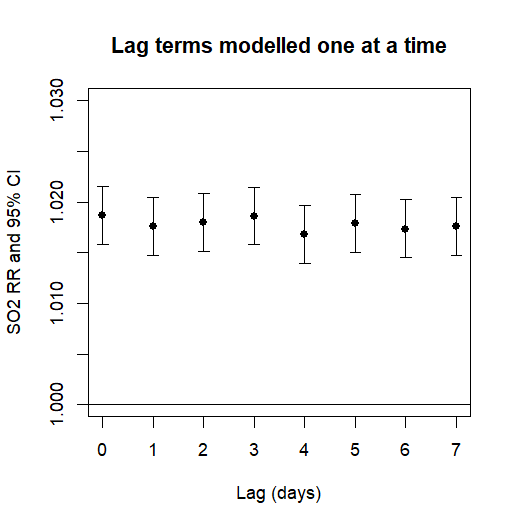 Lag terms modelled one at a time
SO2 RR and 95% CI
1.030
1.020
1.010
1.000
0 1 2 3 4 5 6 7
Lag (days)